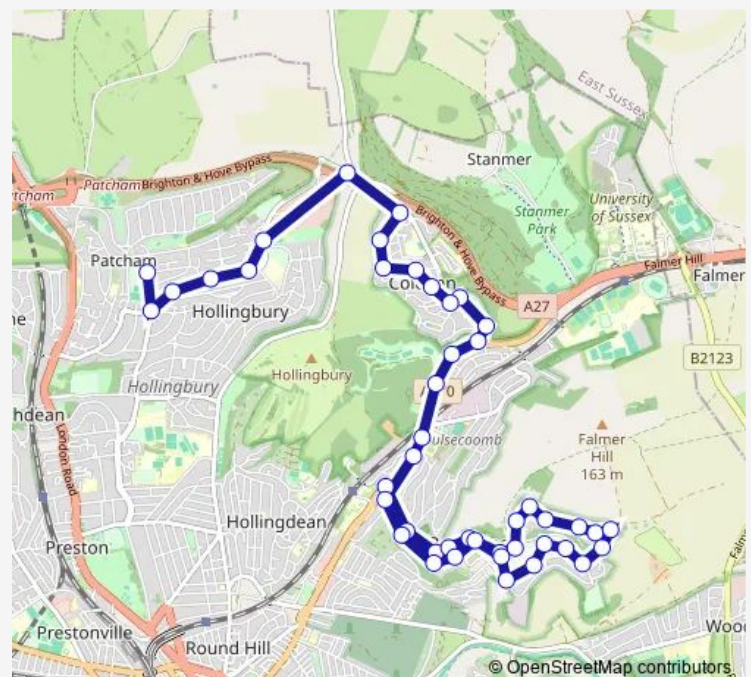 East Sussex
Stanmer
Brighton & Hove Bypass
Patcham
tcham
University
of Sussex
Stanmer
Park
Brighton & Hove Bypass
Falmer Hill
Falmer
Patcham
A27
Hollingbury
ne
B2123
Hollingbury
Hollingbury
hdean
London Road
ulsecoomb
Falmer
Hill
163 m
Hollingdean
Preston
Falm
Prestonville
Round Hill
Woo
© OpenStreetMap contributors